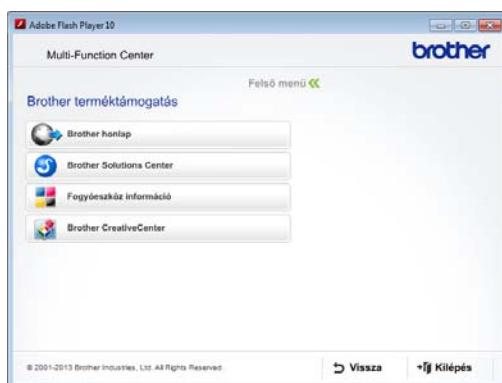 Adobe Flash Player 10
Multi-Function Center
brother
Felső menü
Brother terméktámogatás
Brother honlap
Brother Solutions Center
Fogyóeszköz információ
Brother CreativeCenter
© 2001-2013 Brother Industries, Ltd. All Rights Reserved.
Vissza
Kilépés